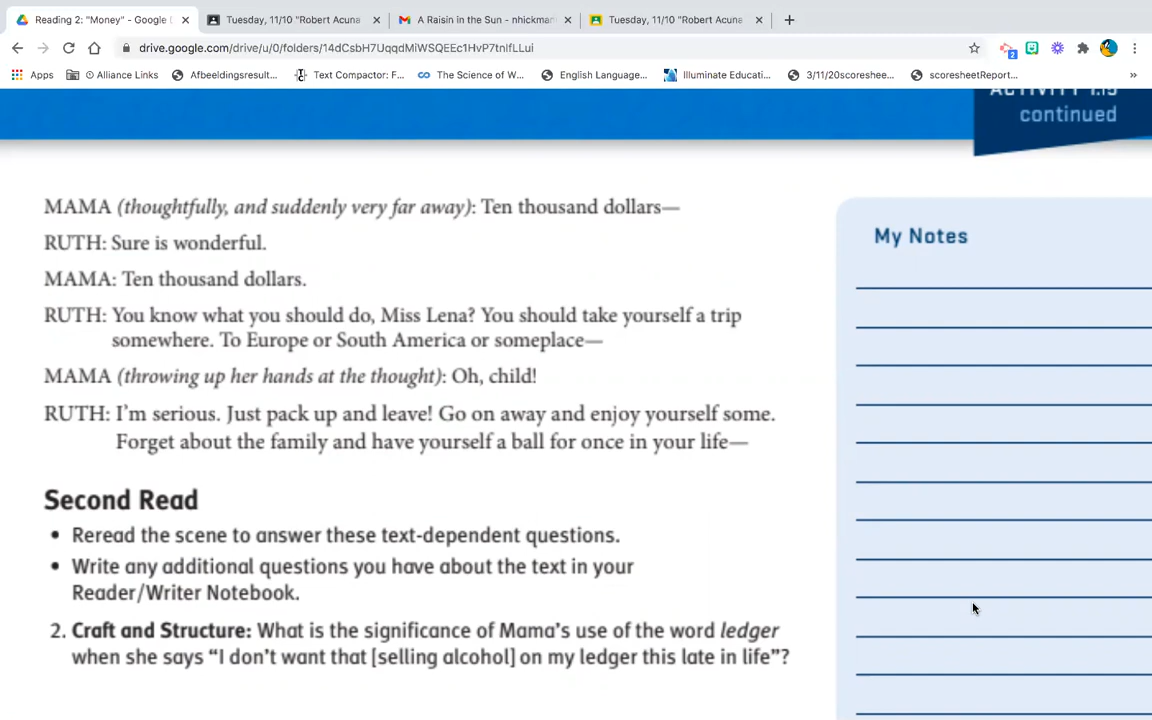 Reading 2: "Money" - Google
Tuesday, 11/10 "Robert Acuna
A Raisin in the Sun - nhickman
Tuesday, 11/10 "Robert Acuna
drive.google.com/drive/u/0/folders/14dCsbH7UqqdMiWSQEEc1HvP7tnlfLLui
2
Apps
Alliance Links
Afbeeldingsresult...
Text Compactor: F...
The Science of W...
English Language...
Illuminate Educati...
3/11/20scoreshee...
scoresheetReport...
»
ACTIVITY 1.15
continued
MAMA (thoughtfully, and suddenly very far away): Ten thousand dollars—
RUTH: Sure is wonderful.
MAMA: Ten thousand dollars.
RUTH: You know what you should do, Miss Lena? You should take yourself a trip
somewhere. To Europe or South America or someplace—
MAMA (throwing up her hands at the thought): Oh, child!
RUTH: I'm serious. Just pack up and leave! Go on away and enjoy yourself some.
Forget about the family and have yourself a ball for once in your life—
My Notes
Second Read
• Reread the scene to answer these text-dependent questions.
• Write any additional questions you have about the text in your
Reader/Writer Notebook.
2. Craft and Structure: What is the significance of Mama's use of the word ledger
when she says "I don't want that [selling alcohol] on my ledger this late in life"?